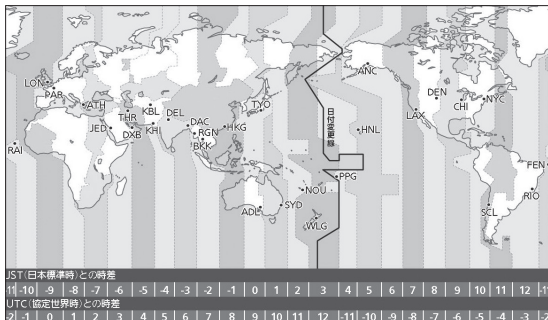 ANC
LON
PAR
DEN
NYC
CHI
ATH
THR
KBL
DEL
TYO
LAX
JED
DXB
KHI
DAC
RGN
HKG
BKK
HNL
日付変更線
RAI
FEN
PPG
NOU
RIO
ADL
SYD
SCL
WLG
JST(日本標準時)との時差
-11 -10 -9 -8 -7 -6 -5 -4 -3 -2 -1 0 1 2 3 4 5 6 7 8 9 10 11 12 -11
UTC(協定世界時)との時差
-2 -1 0 1 2 3 4 5 6 7 8 9 10 11 12 -11 -10 -9 -8 -7 -6 -5 -4 -3 -2